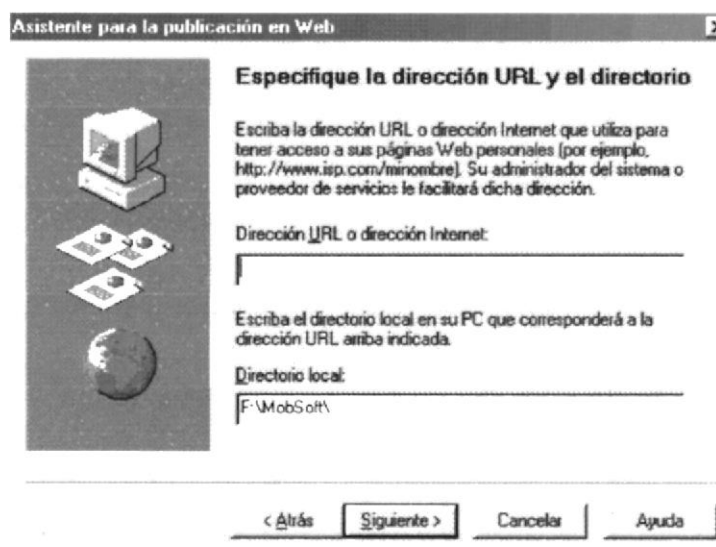 Asistente para la publicación en Web
Especifique la dirección URL y el directorio
Escriba la dirección URL o dirección Internet que utiliza para
tener acceso a sus páginas Web personales (por ejemplo,
http://www.isp.com/minombre). Su administrador del sistema o
proveedor de servicios le facilitará dicha dirección.
Dirección URL o dirección Internet:
Escriba el directorio local en su PC que corresponderá a la
dirección URL arriba indicada.
Directorio local:
F:\MobSoft\
< Atrás
Siguiente >
Cancelar
Ayuda